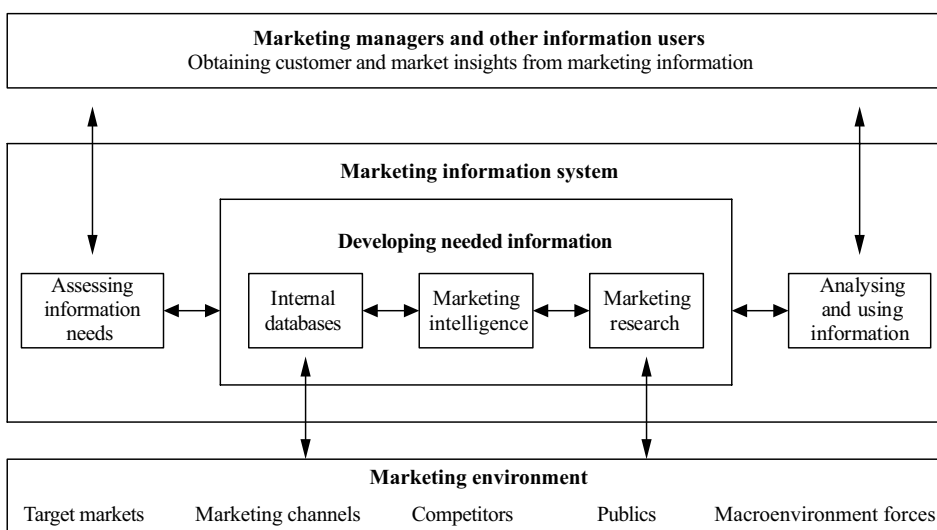 Marketing managers and other information users
Obtaining customer and market insights from marketing information
Marketing information system
Developing needed information
Assessing
information
needs
Internal
databases
Marketing
intelligence
Marketing
research
Analysing
and using
information
Marketing environment
Target markets
Marketing channels
Competitors
Publics
Macroenvironment forces